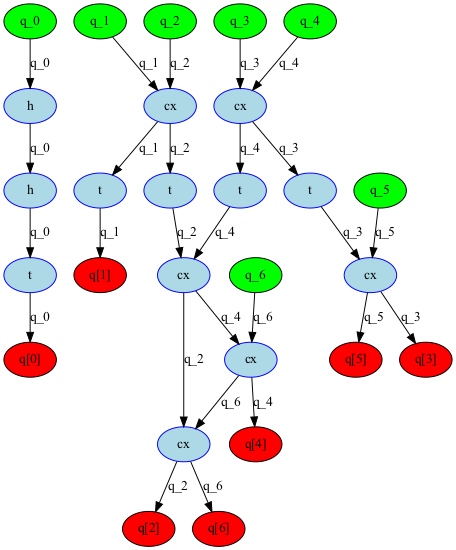 q_0 q_1 q_2 q_3 q_4
q_0 q_1 q_2 q_3 q_4
h cx cx
q_0 q_1 q_2 q_4 q_3
h t t t t q_5
q_0 q_1 q_2 q_4 q_3 q_5
t q[1] cx q_6 cx
q_0 q_4 q_6 q_5 q_3
q[0] q_2 cx q[5] q[3]
q_6 q_4
cx q[4]
q_2 q_6
q[2] q[6]